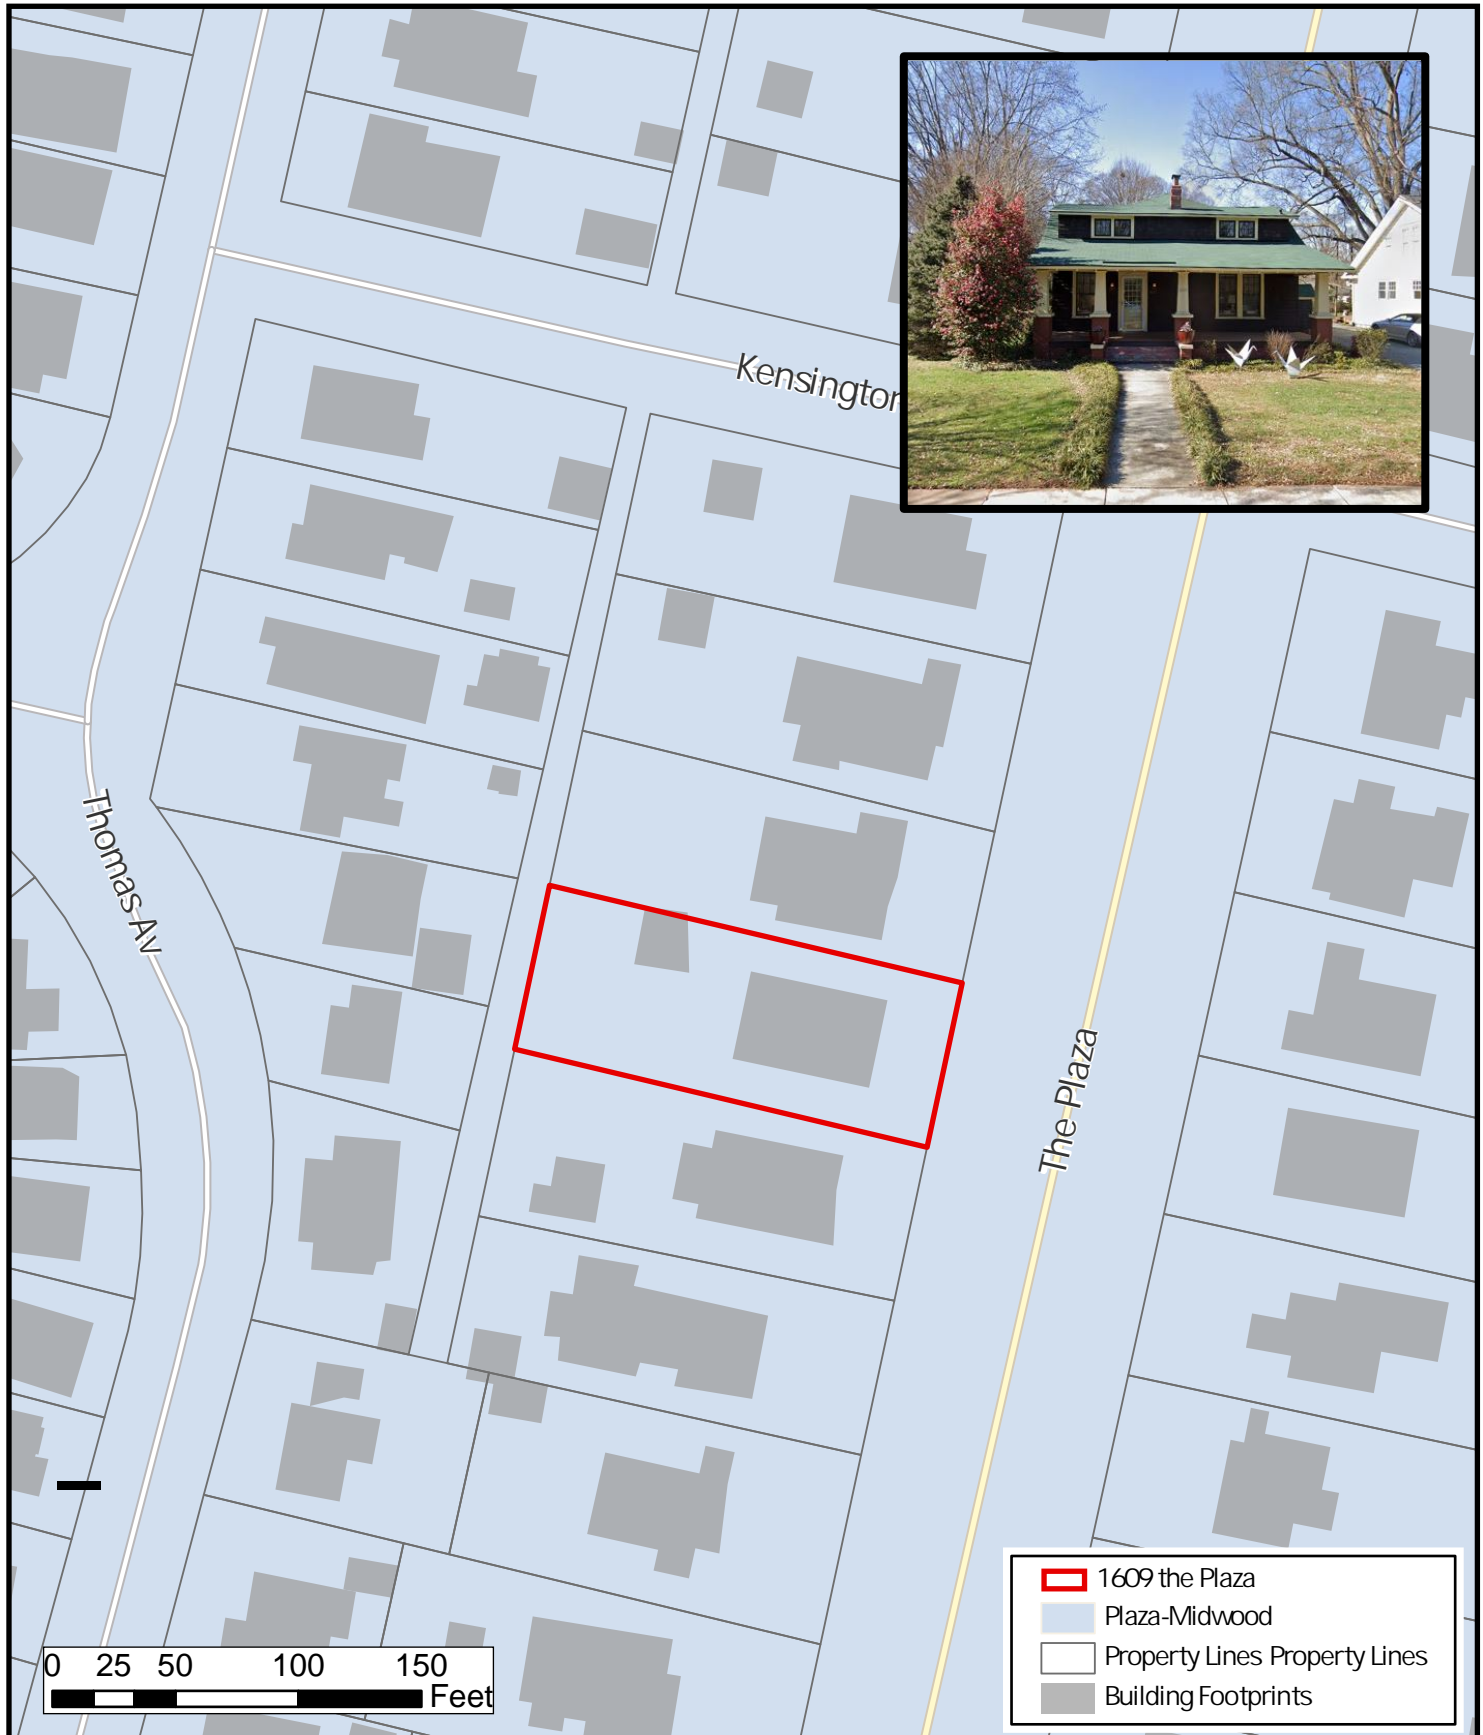 Kensington
Thomas Av
The Plaza
1609 the Plaza
Plaza-Midwood
Property Lines Property Lines
Building Footprints
0 25 50 100 150
Feet